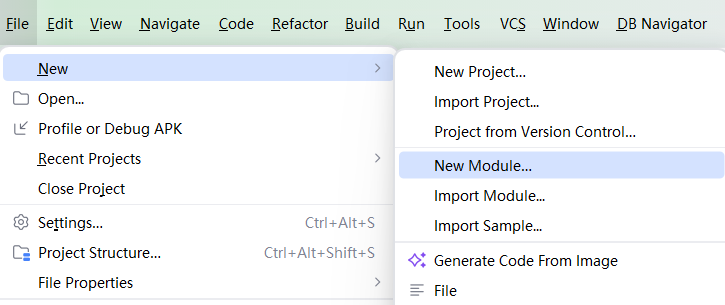 File Edit View Navigate Code Refactor Build Run Tools VCS Window DB Navigator
New
Open...
Profile or Debug APK
Recent Projects
Close Project
Settings... Ctrl+Alt+S
Project Structure... Ctrl+Alt+Shift+S
File Properties
New Project...
Import Project...
Project from Version Control...
New Module...
Import Module...
Import Sample...
Generate Code From Image
File